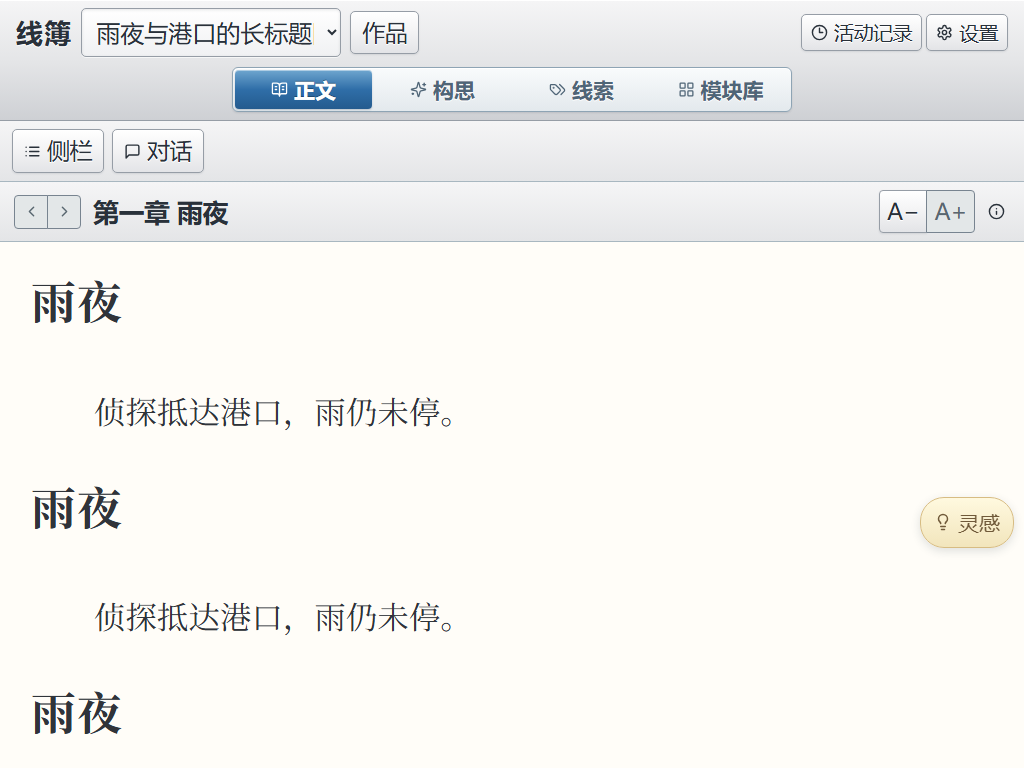 线簿 雨夜与港口的长标题 作品 活动记录 设置
正文 构思 线索 模块库
侧栏 对话
第一章 雨夜 A− A+
雨夜
侦探抵达港口，雨仍未停。
雨夜
灵感
侦探抵达港口，雨仍未停。
雨夜